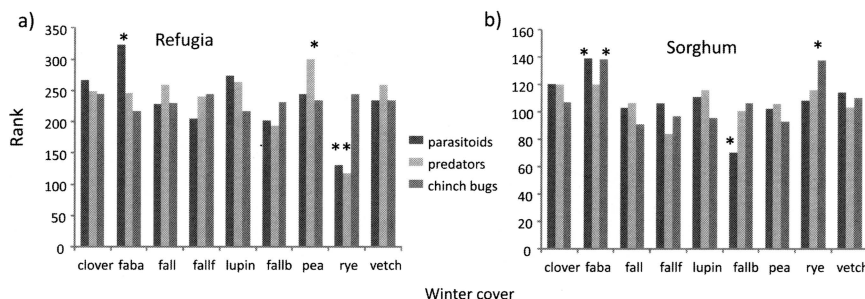 a)
Refugia
350
300
250
200
150
100
50
0
Rank
*
*
**
clover faba fall fallf lupin fallb pea rye vetch
parasitoids
predators
chinch bugs
b)
Sorghum
160
140
120
100
80
60
40
20
0
* *
*
*
clover faba fall fallf lupin fallb pea rye vetch
Winter cover